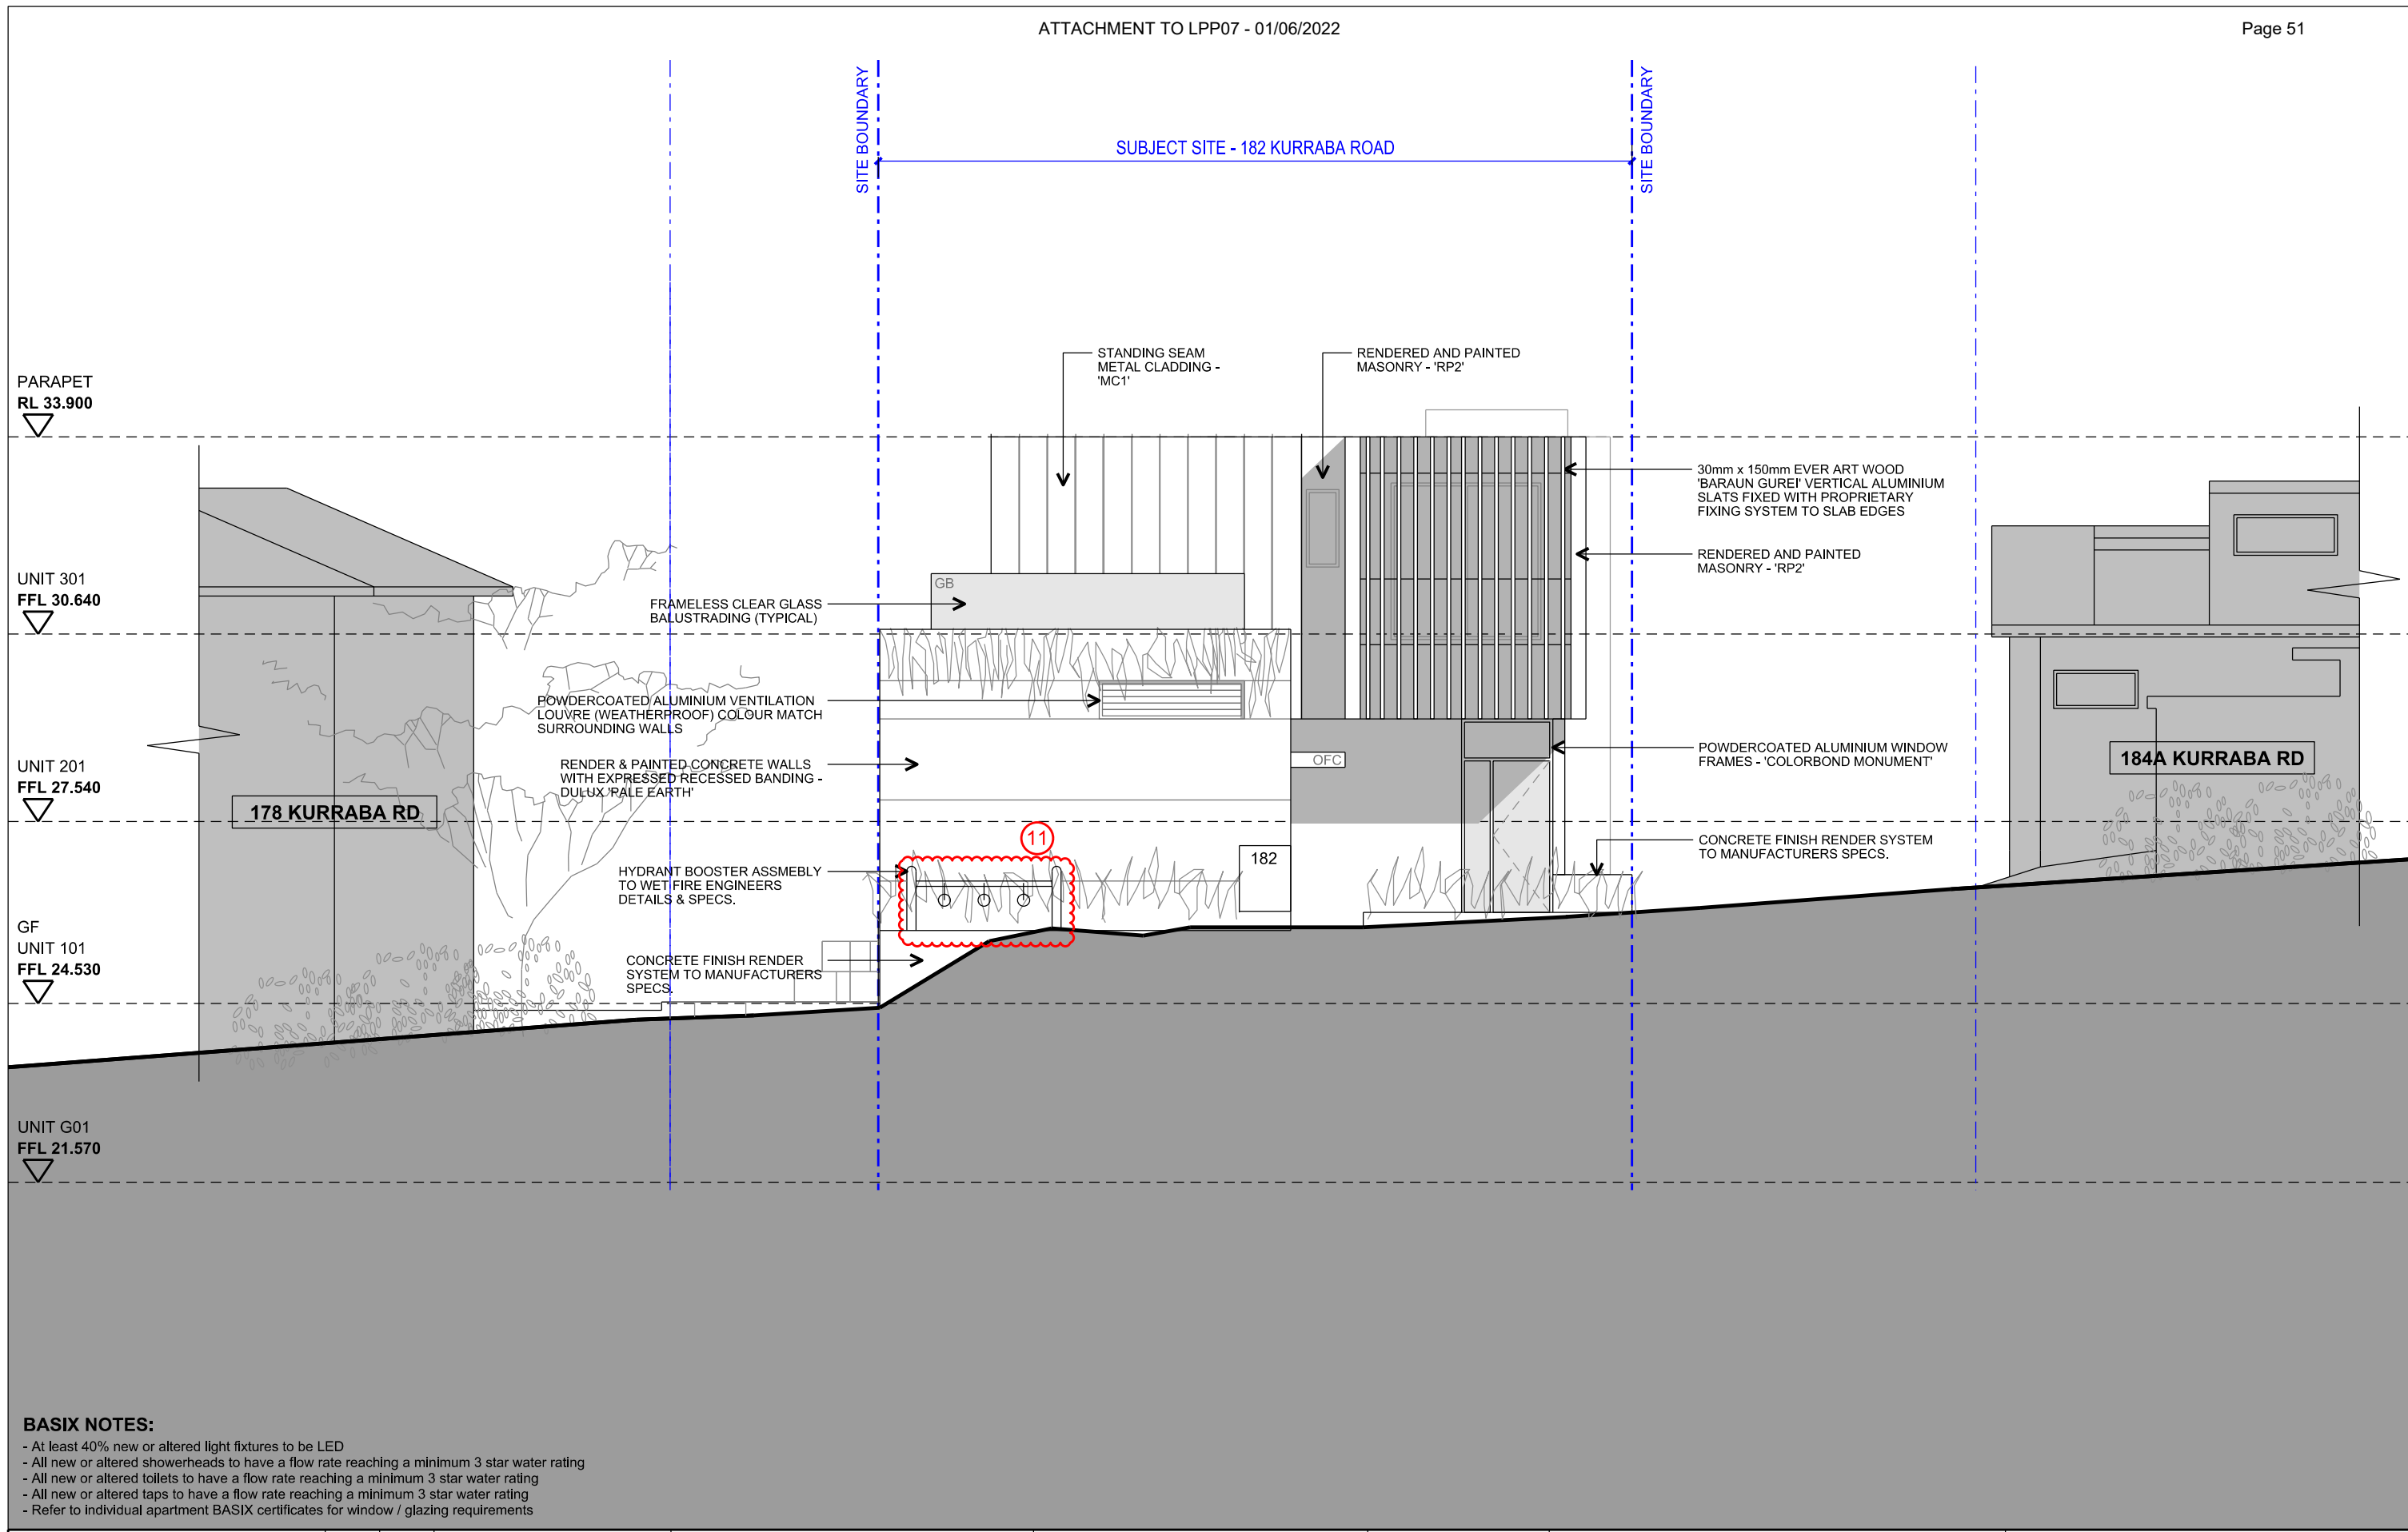 ATTACHMENT TO LPP07 - 01/06/2022
Page 51
SITE BOUNDARY
SUBJECT SITE - 182 KURRABA ROAD
SITE BOUNDARY
PARAPET
RL 33.900
UNIT 301
FFL 30.640
UNIT 201
FFL 27.540
GF
UNIT 101
FFL 24.530
UNIT G01
FFL 21.570
STANDING SEAM
METAL CLADDING -
'MC1'
RENDERED AND PAINTED
MASONRY - 'RP2'
30mm x 150mm EVER ART WOOD
'BARAUN GUREI' VERTICAL ALUMINIUM
SLATS FIXED WITH PROPRIETARY
FIXING SYSTEM TO SLAB EDGES
RENDERED AND PAINTED
MASONRY - 'RP2'
GB
FRAMELESS CLEAR GLASS
BALUSTRADING (TYPICAL)
POWDERCOATED ALUMINIUM VENTILATION
LOUVRE (WEATHERPROOF) COLOUR MATCH
SURROUNDING WALLS
RENDER & PAINTED CONCRETE WALLS
WITH EXPRESSED RECESSED BANDING -
DULUX 'PALE EARTH'
OFC
POWDERCOATED ALUMINIUM WINDOW
FRAMES - 'COLORBOND MONUMENT'
178 KURRABA RD
184A KURRABA RD
11
182
HYDRANT BOOSTER ASSMEBLY
TO WET FIRE ENGINEERS
DETAILS & SPECS.
CONCRETE FINISH RENDER SYSTEM
TO MANUFACTURERS SPECS.
CONCRETE FINISH RENDER
SYSTEM TO MANUFACTURERS
SPECS.
BASIX NOTES:
- At least 40% new or altered light fixtures to be LED
- All new or altered showerheads to have a flow rate reaching a minimum 3 star water rating
- All new or altered toilets to have a flow rate reaching a minimum 3 star water rating
- All new or altered taps to have a flow rate reaching a minimum 3 star water rating
- Refer to individual apartment BASIX certificates for window / glazing requirements